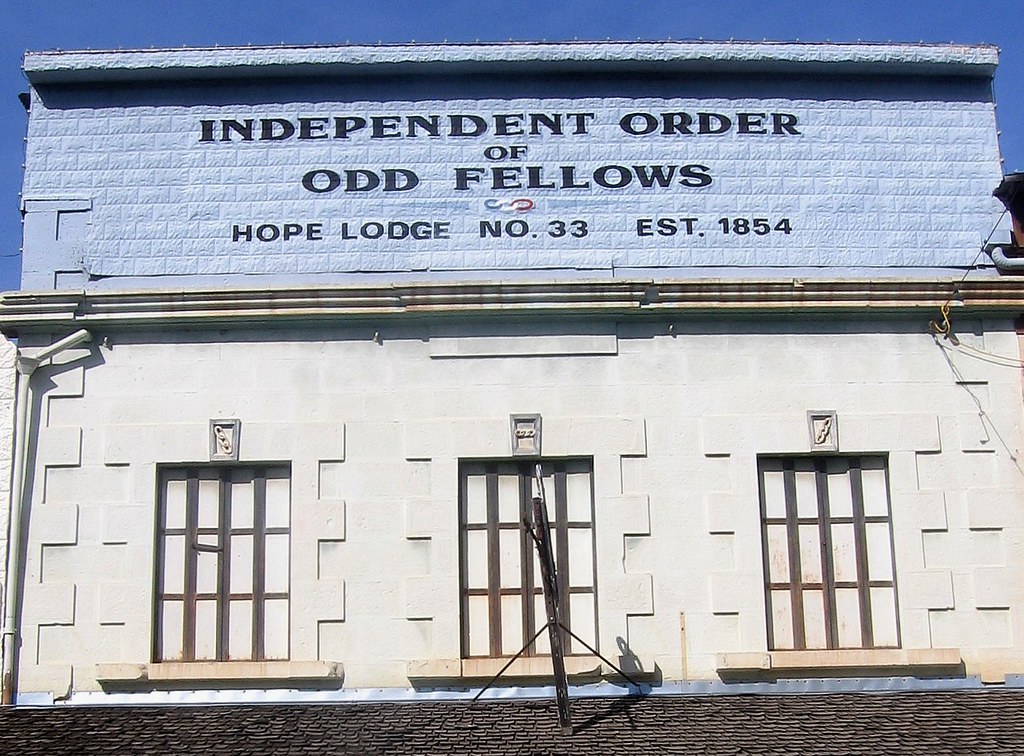 INDEPENDENT ORDER
OF
ODD FELLOWS
HOPE LODGE NO. 33 EST. 1854